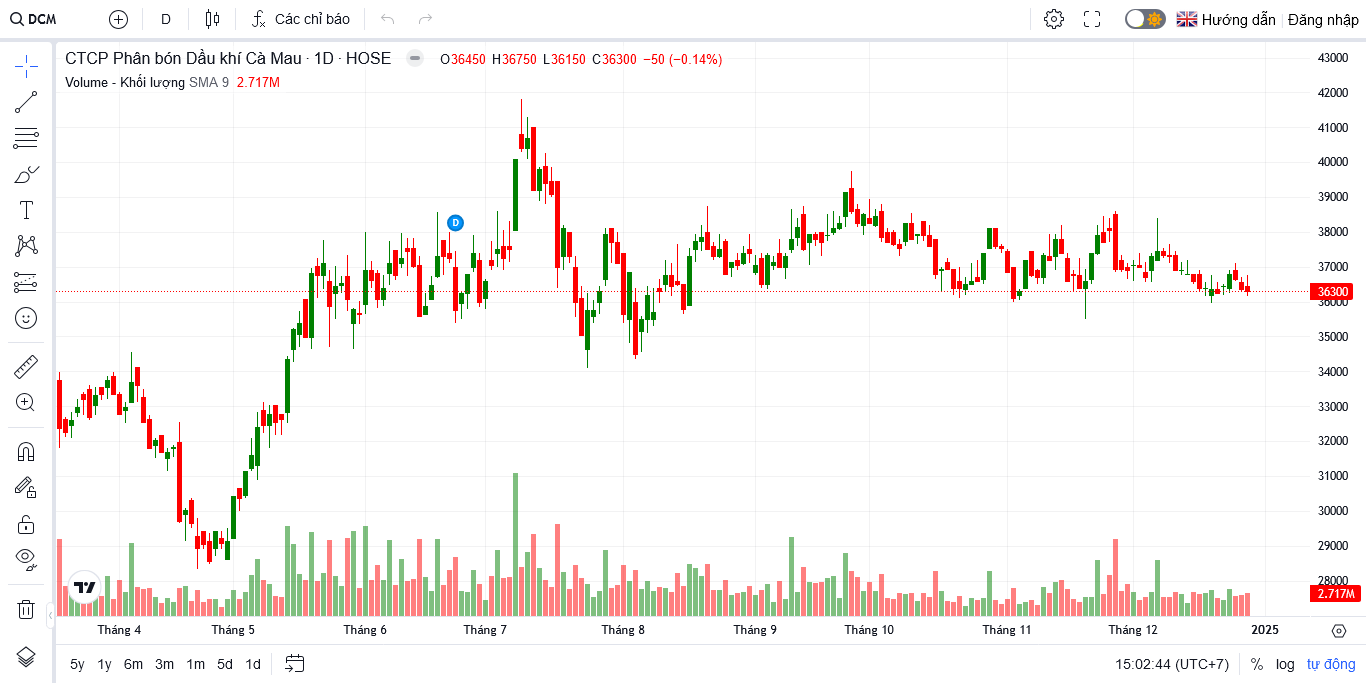 DCM D Các chỉ báo Hướng dẫn Đăng nhập
CTCP Phân bón Dầu khí Cà Mau · 1D · HOSE O36450 H36750 L36150 C36300 −50 (−0.14%)
Volume - Khối lượng SMA 9 2.717M
43000
42000
41000
40000
39000
D
38000
37000
36300
36000
35000
34000
33000
32000
31000
30000
29000
28000
2.717M
Tháng 4 Tháng 5 Tháng 6 Tháng 7 Tháng 8 Tháng 9 Tháng 10 Tháng 11 Tháng 12 2025
5y 1y 6m 3m 1m 5d 1d 15:02:44 (UTC+7) % log tự động